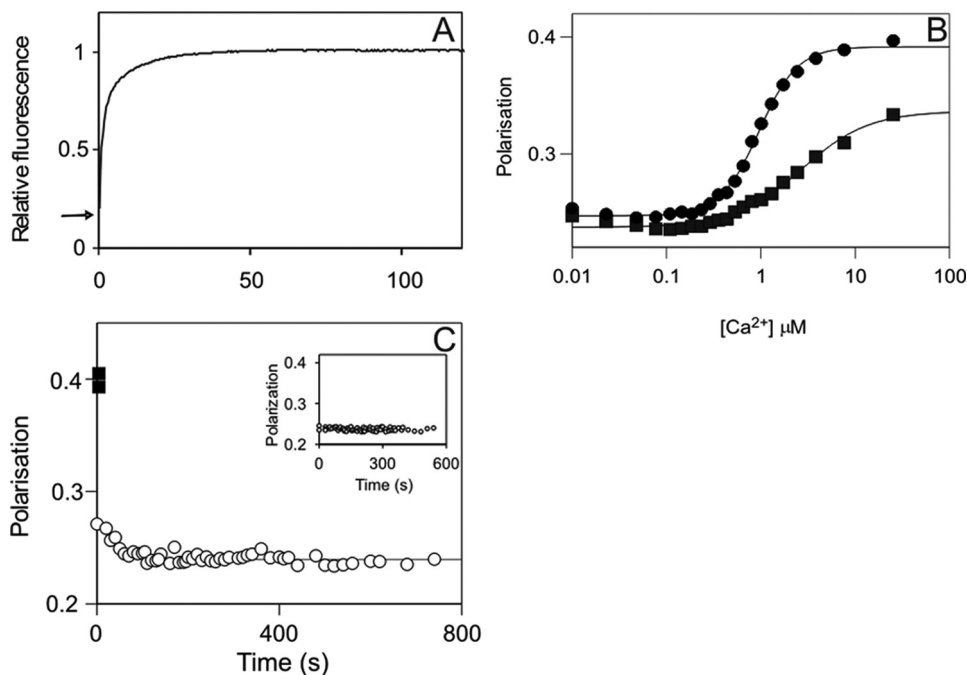 A
Relative fluorescence
1
0.5
0
0 50 100
B
Polarisation
0.4
0.3
0.01 0.1 1 10 100
[Ca²⁺] μM
C
Polarisation
0.4
0.3
0.2
0 400 800
Time (s)
Polarization
0.4
0.3
0.2
0 300 600
Time (s)